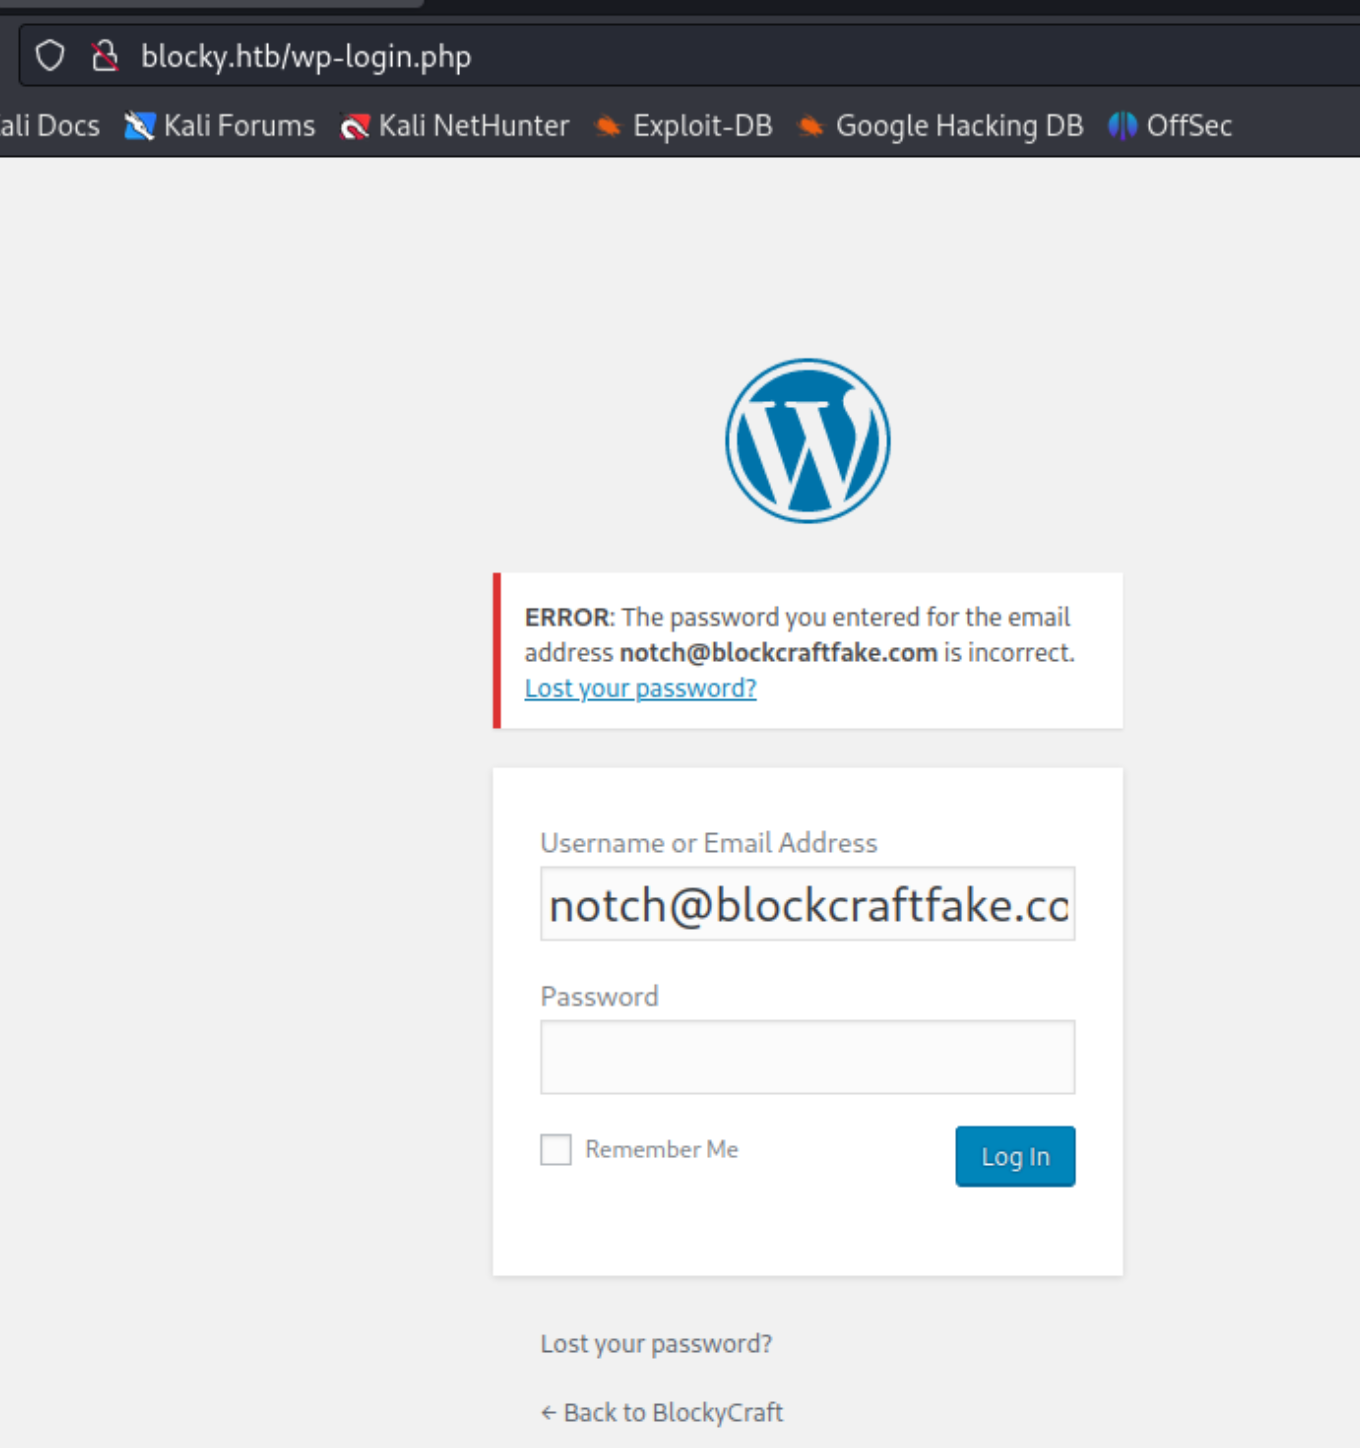 blocky.htb/wp-login.php
ali Docs Kali Forums Kali NetHunter Exploit-DB Google Hacking DB OffSec
ERROR: The password you entered for the email
address notch@blockcraftfake.com is incorrect.
Lost your password?
Username or Email Address
notch@blockcraftfake.co
Password
Remember Me
Log In
Lost your password?
← Back to BlockyCraft